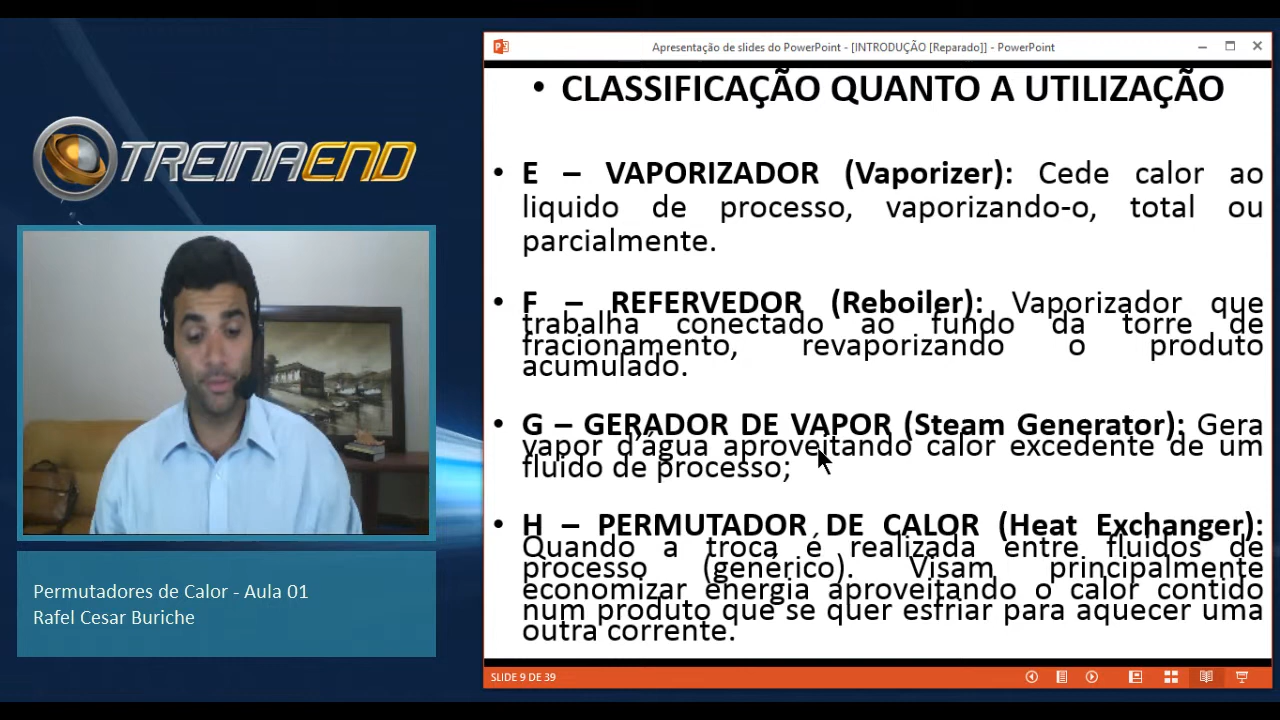 TREINAEND
Permutadores de Calor - Aula 01
Rafel Cesar Buriche
Apresentação de slides do PowerPoint - [INTRODUÇÃO [Reparado]] - PowerPoint
• CLASSIFICAÇÃO QUANTO A UTILIZAÇÃO
• E – VAPORIZADOR (Vaporizer): Cede calor ao
liquido de processo, vaporizando-o, total ou
parcialmente.
• F – REFERVEDOR (Reboiler): Vaporizador que
trabalha conectado ao fundo da torre de
fracionamento, revaporizando o produto
acumulado.
• G – GERADOR DE VAPOR (Steam Generator): Gera
vapor d'água aproveitando calor excedente de um
fluido de processo;
• H – PERMUTADOR DE CALOR (Heat Exchanger):
Quando a troca é realizada entre fluidos de
processo (genérico). Visam principalmente
economizar energia aproveitando o calor contido
num produto que se quer esfriar para aquecer uma
outra corrente.
SLIDE 9 DE 39